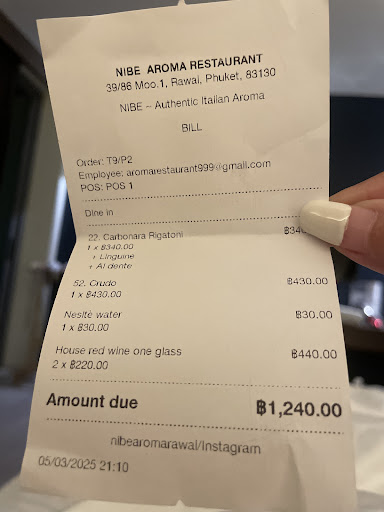 NIBE AROMA RESTAURANT
39/86 Moo.1, Rawai, Phuket, 83130
NIBE – Authentic Itailan Aroma
BILL
Order: T9/P2
Employee: aromarestaurant999@gmail.com
POS: POS 1
Dine in
22. Carbonara Rigatoni
1 x ฿340.00
+ Linguine
+ Al dente
52. Crudo ฿430.00
1 x ฿430.00
Neslte water ฿30.00
1 x ฿30.00
House red wine one glass ฿440.00
2 x ฿220.00
Amount due ฿1,240.00
nibearomarawai/Instagram
05/03/2025 21:10